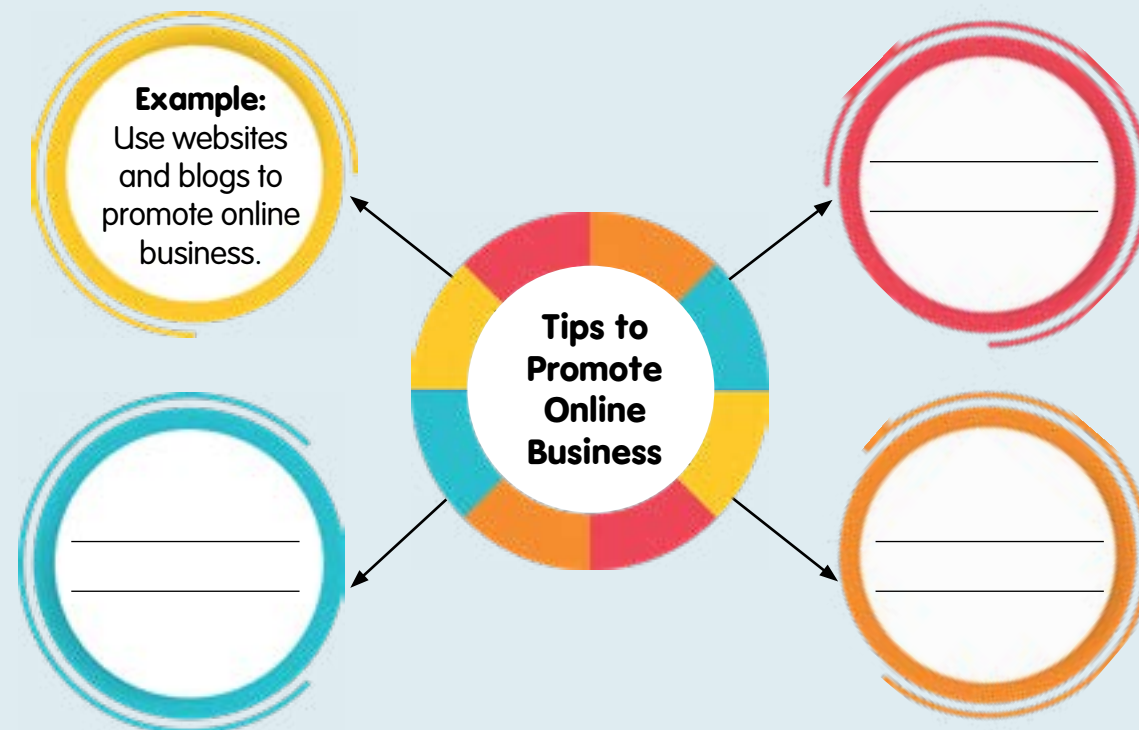 Example:
Use websites
and blogs to
promote online
business.
Tips to
Promote
Online
Business